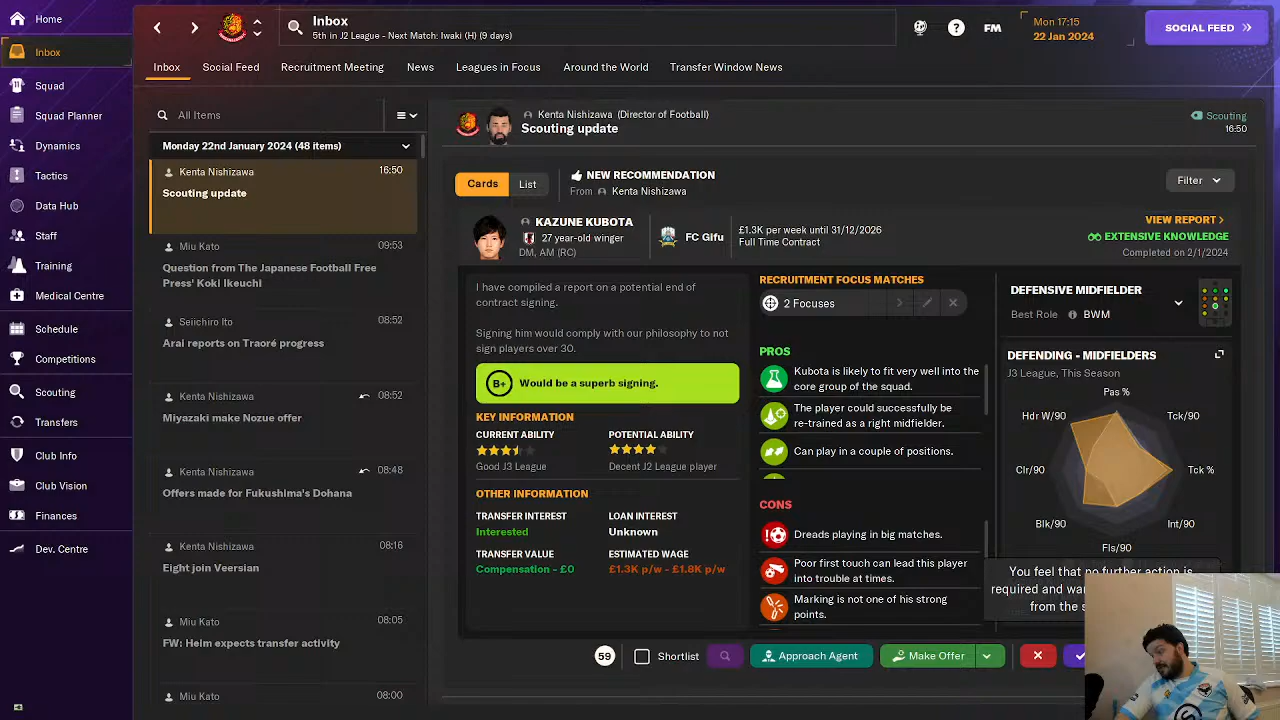 Home
Inbox
Squad
Squad Planner
Dynamics
Tactics
Data Hub
Staff
Training
Medical Centre
Schedule
Competitions
Scouting
Transfers
Club Info
Club Vision
Finances
Dev. Centre
Inbox
5th in J2 League - Next Match: Iwaki (H) (9 days)
?
FM
Mon 17:15
22 Jan 2024
SOCIAL FEED
Inbox
Social Feed
Recruitment Meeting
News
Leagues in Focus
Around the World
Transfer Window News
All Items
Monday 22nd January 2024 (48 items)
Kenta Nishizawa 16:50
Scouting update
Miu Kato 09:53
Question from The Japanese Football Free
Press' Koki Ikeuchi
Seiichiro Ito 08:52
Arai reports on Traoré progress
Kenta Nishizawa 08:52
Miyazaki make Nozue offer
Kenta Nishizawa 08:48
Offers made for Fukushima's Dohana
Kenta Nishizawa 08:16
Eight join Veersian
Miu Kato 08:05
FW: Helm expects transfer activity
Miu Kato 08:00
Kenta Nishizawa (Director of Football)
Scouting update
Scouting
16:50
Cards
List
NEW RECOMMENDATION
From Kenta Nishizawa
Filter
KAZUNE KUBOTA
27 year-old winger
DM, AM (RC)
FC Gifu
£1.3K per week until 31/12/2026
Full Time Contract
VIEW REPORT
EXTENSIVE KNOWLEDGE
Completed on 2/1/2024
I have compiled a report on a potential end of
contract signing.
Signing him would comply with our philosophy to not
sign players over 30.
B+ Would be a superb signing.
KEY INFORMATION
CURRENT ABILITY
Good J3 League
POTENTIAL ABILITY
Decent J2 League player
OTHER INFORMATION
TRANSFER INTEREST
Interested
LOAN INTEREST
Unknown
TRANSFER VALUE
Compensation - £0
ESTIMATED WAGE
£1.3K p/w - £1.8K p/w
RECRUITMENT FOCUS MATCHES
2 Focuses
PROS
Kubota is likely to fit very well into the
core group of the squad.
The player could successfully be
re-trained as a right midfielder.
Can play in a couple of positions.
CONS
Dreads playing in big matches.
Poor first touch can lead this player
into trouble at times.
Marking is not one of his strong
points.
DEFENSIVE MIDFIELDER
Best Role BWM
DEFENDING - MIDFIELDERS
J3 League, This Season
Pas %
Hdr W/90
Tck/90
Clr/90
Tck %
Blk/90
Int/90
Fls/90
You feel that no further action is
required and wan
from the s
59
Shortlist
Approach Agent
Make Offer